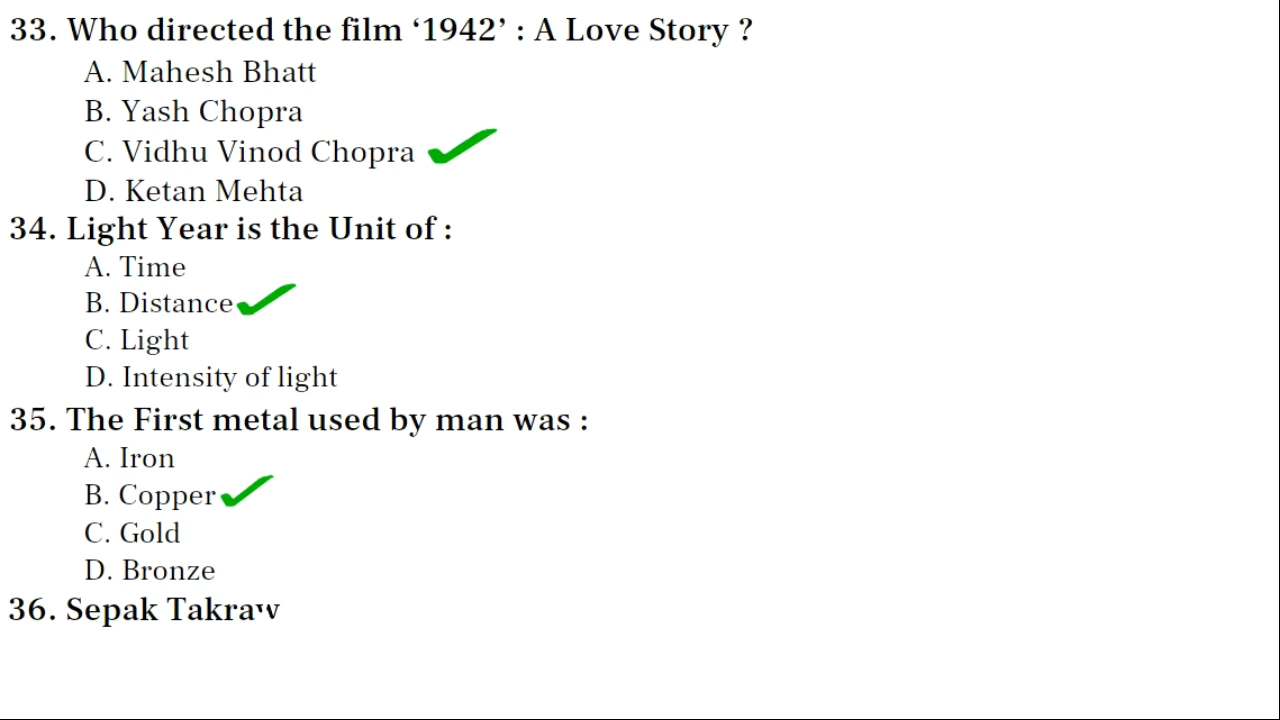 33. Who directed the film ‘1942’ : A Love Story ?
A. Mahesh Bhatt
B. Yash Chopra
C. Vidhu Vinod Chopra
D. Ketan Mehta
34. Light Year is the Unit of :
A. Time
B. Distance
C. Light
D. Intensity of light
35. The First metal used by man was :
A. Iron
B. Copper
C. Gold
D. Bronze
36. Sepak Takraw